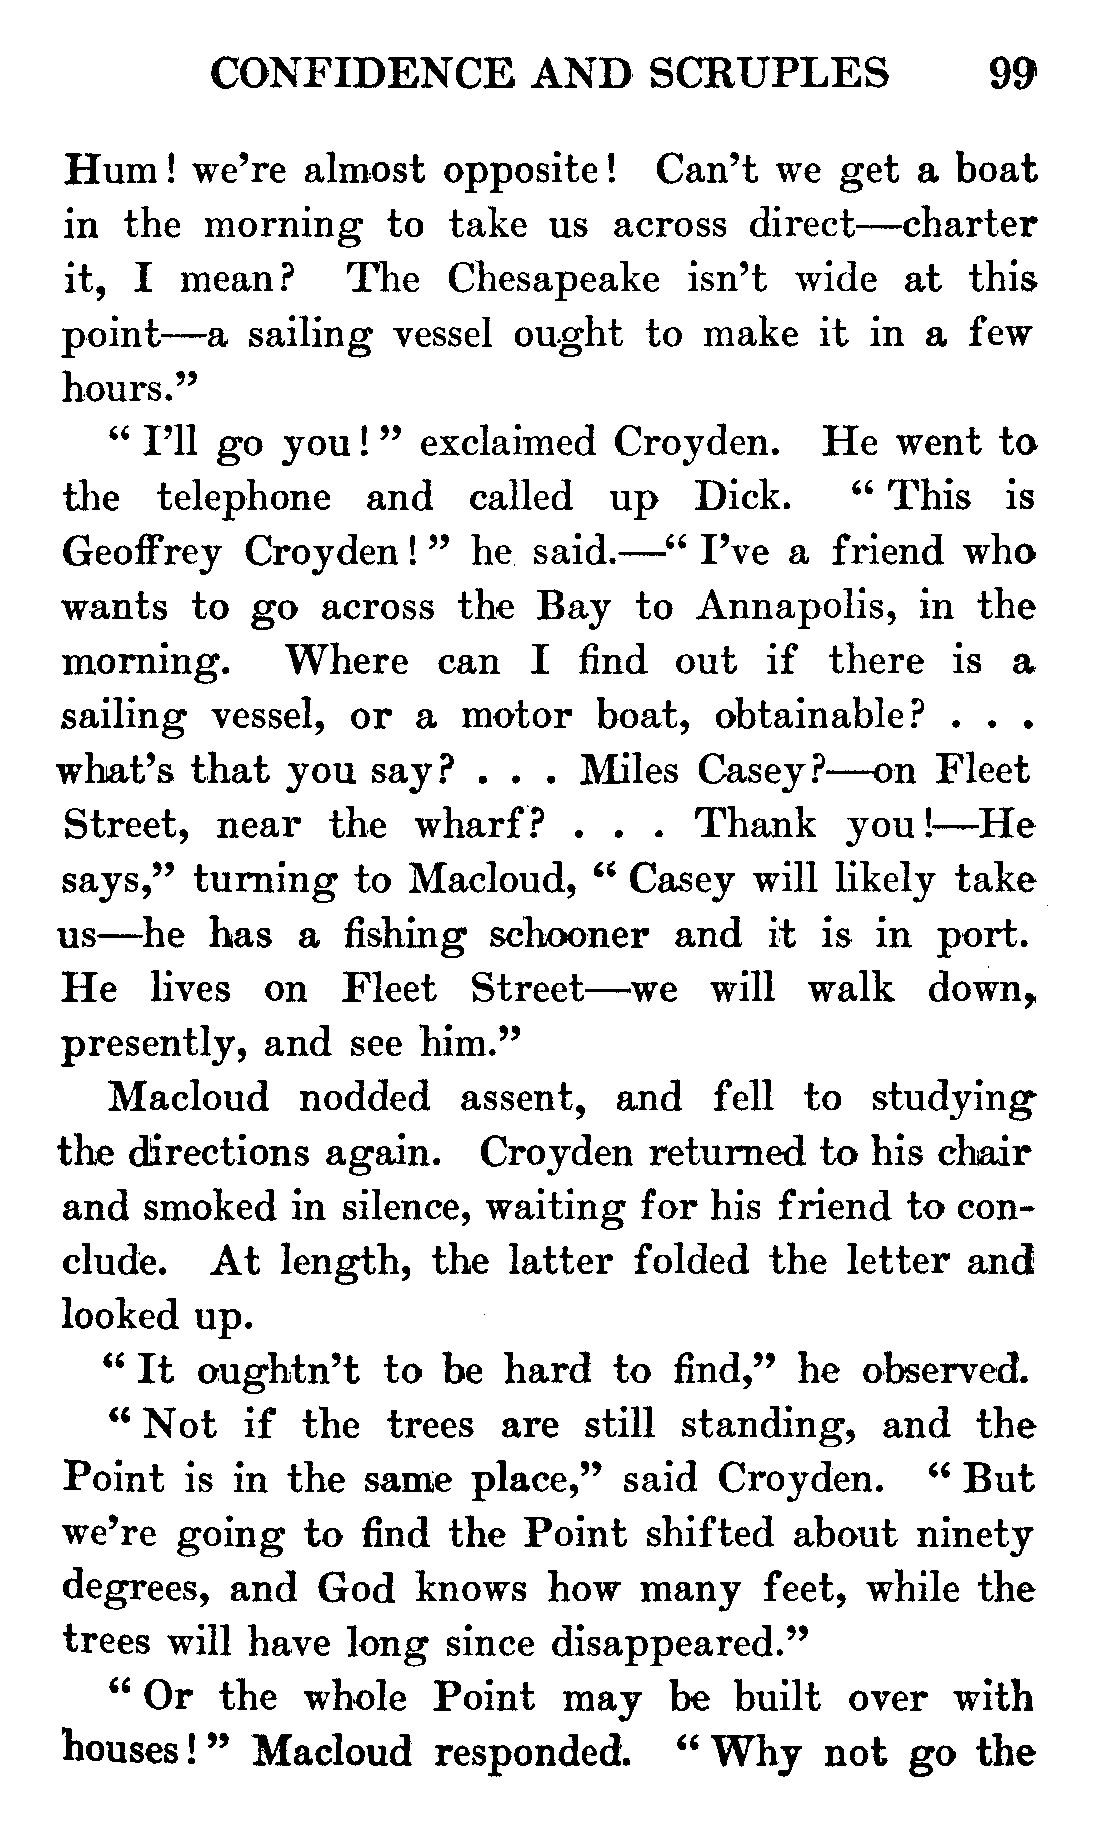 CONFIDENCE AND SCRUPLES 99
Hum! we're almost opposite! Can't we get a boat
in the morning to take us across direct—charter
it, I mean? The Chesapeake isn't wide at this
point—a sailing vessel ought to make it in a few
hours."
"I'll go you!" exclaimed Croyden. He went to
the telephone and called up Dick. "This is
Geoffrey Croyden!" he said.—"I've a friend who
wants to go across the Bay to Annapolis, in the
morning. Where can I find out if there is a
sailing vessel, or a motor boat, obtainable? . . .
what's that you say? . . . Miles Casey?—on Fleet
Street, near the wharf? . . . Thank you!—He
says," turning to Macloud, "Casey will likely take
us—he has a fishing schooner and it is in port.
He lives on Fleet Street—we will walk down,
presently, and see him."
Macloud nodded assent, and fell to studying
the directions again. Croyden returned to his chair
and smoked in silence, waiting for his friend to con-
clude. At length, the latter folded the letter and
looked up.
"It oughtn't to be hard to find," he observed.
"Not if the trees are still standing, and the
Point is in the same place," said Croyden. "But
we're going to find the Point shifted about ninety
degrees, and God knows how many feet, while the
trees will have long since disappeared."
"Or the whole Point may be built over with
houses!" Macloud responded. "Why not go the